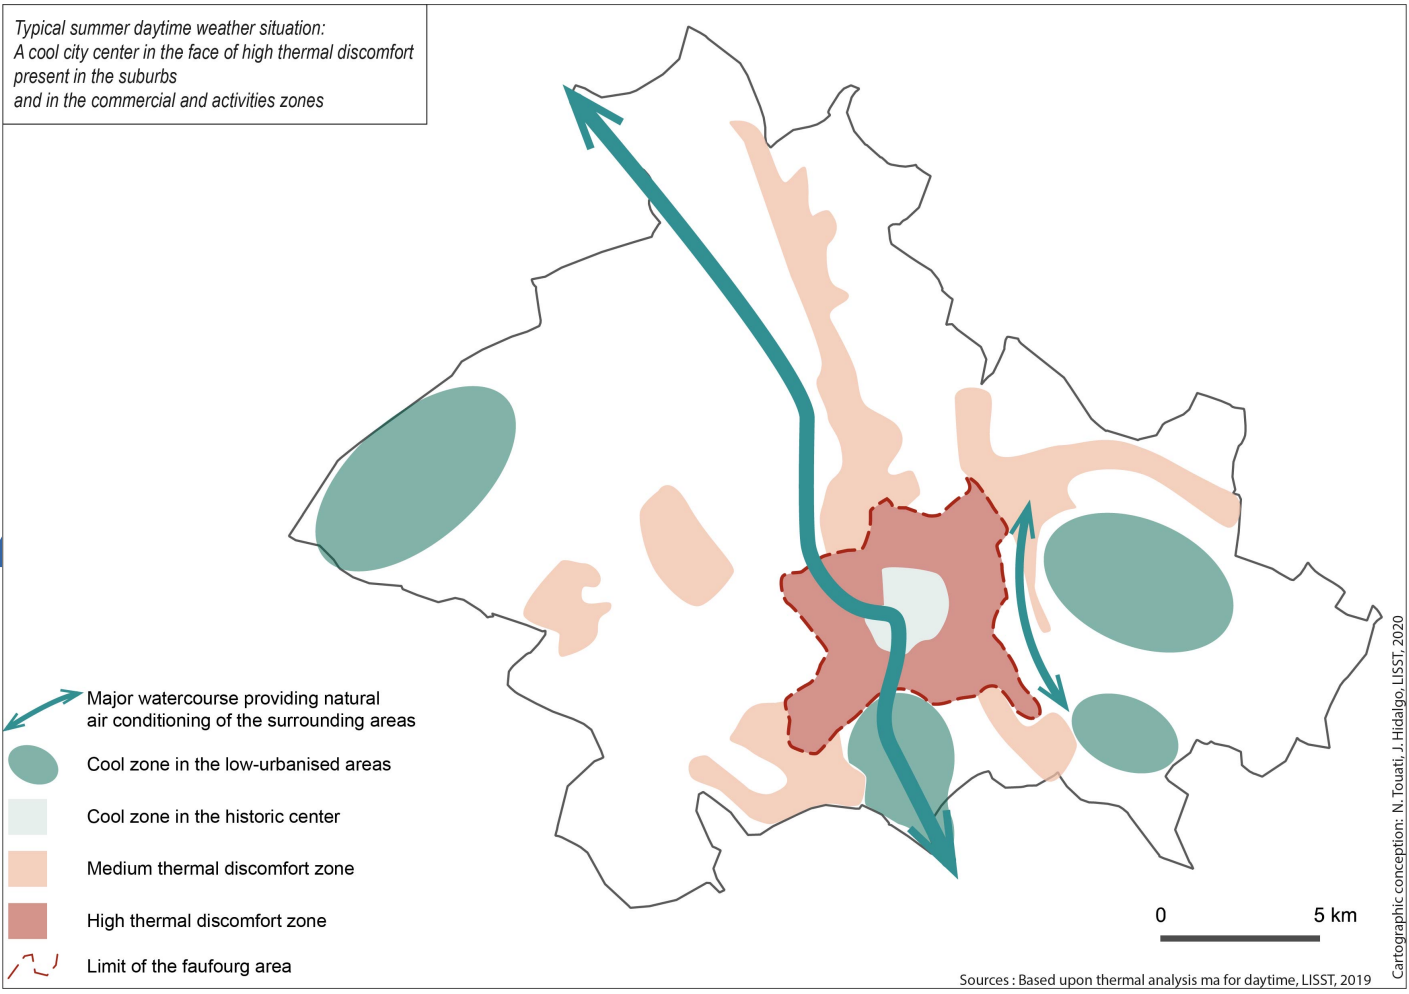 Typical summer daytime weather situation:
A cool city center in the face of high thermal discomfort
present in the suburbs
and in the commercial and activities zones
Major watercourse providing natural
air conditioning of the surrounding areas
Cool zone in the low-urbanised areas
Cool zone in the historic center
Medium thermal discomfort zone
High thermal discomfort zone
Limit of the faufourg area
0 5 km
Sources : Based upon thermal analysis ma for daytime, LISST, 2019
Cartographic conception: N. Touati, J. Hidalgo, LISST, 2020